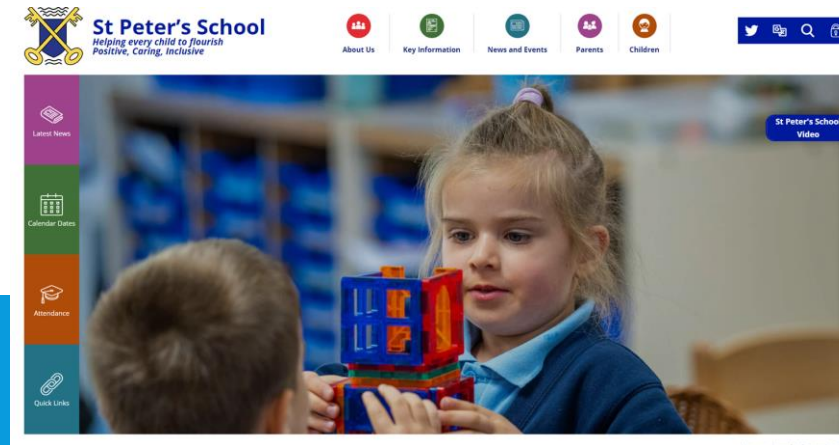 St Peter's School
Helping every child to flourish
Positive, Caring, Inclusive
About Us
Key Information
News and Events
Parents
Children
St Peter's School
Video
Latest News
Calendar Dates
Attendance
Quick Links